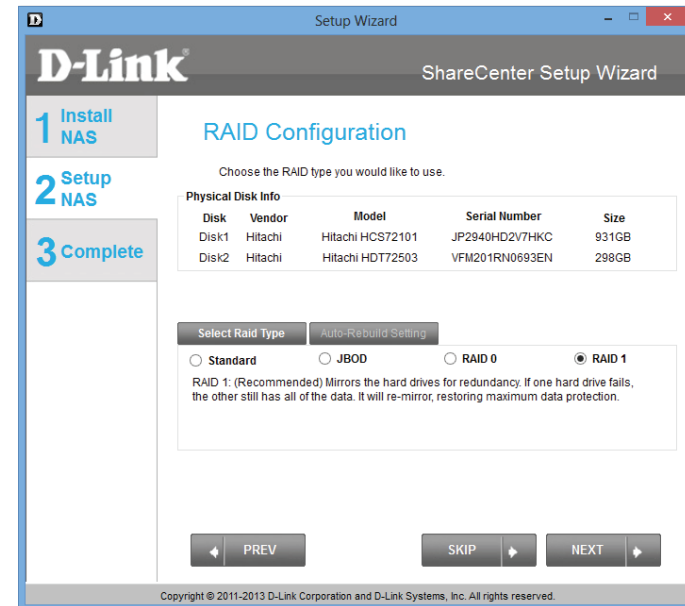 Setup Wizard
D-Link®
ShareCenter Setup Wizard
1 Install NAS
2 Setup NAS
3 Complete
RAID Configuration
Choose the RAID type you would like to use.
Physical Disk Info
Disk Vendor Model Serial Number Size
Disk1 Hitachi Hitachi HCS72101 JP2940HD2V7HKC 931GB
Disk2 Hitachi Hitachi HDT72503 VFM201RN0693EN 298GB
Select Raid Type Auto-Rebuild Setting
Standard JBOD RAID 0 RAID 1
RAID 1: (Recommended) Mirrors the hard drives for redundancy. If one hard drive fails,
the other still has all of the data. It will re-mirror, restoring maximum data protection.
PREV SKIP NEXT
Copyright © 2011-2013 D-Link Corporation and D-Link Systems, Inc. All rights reserved.